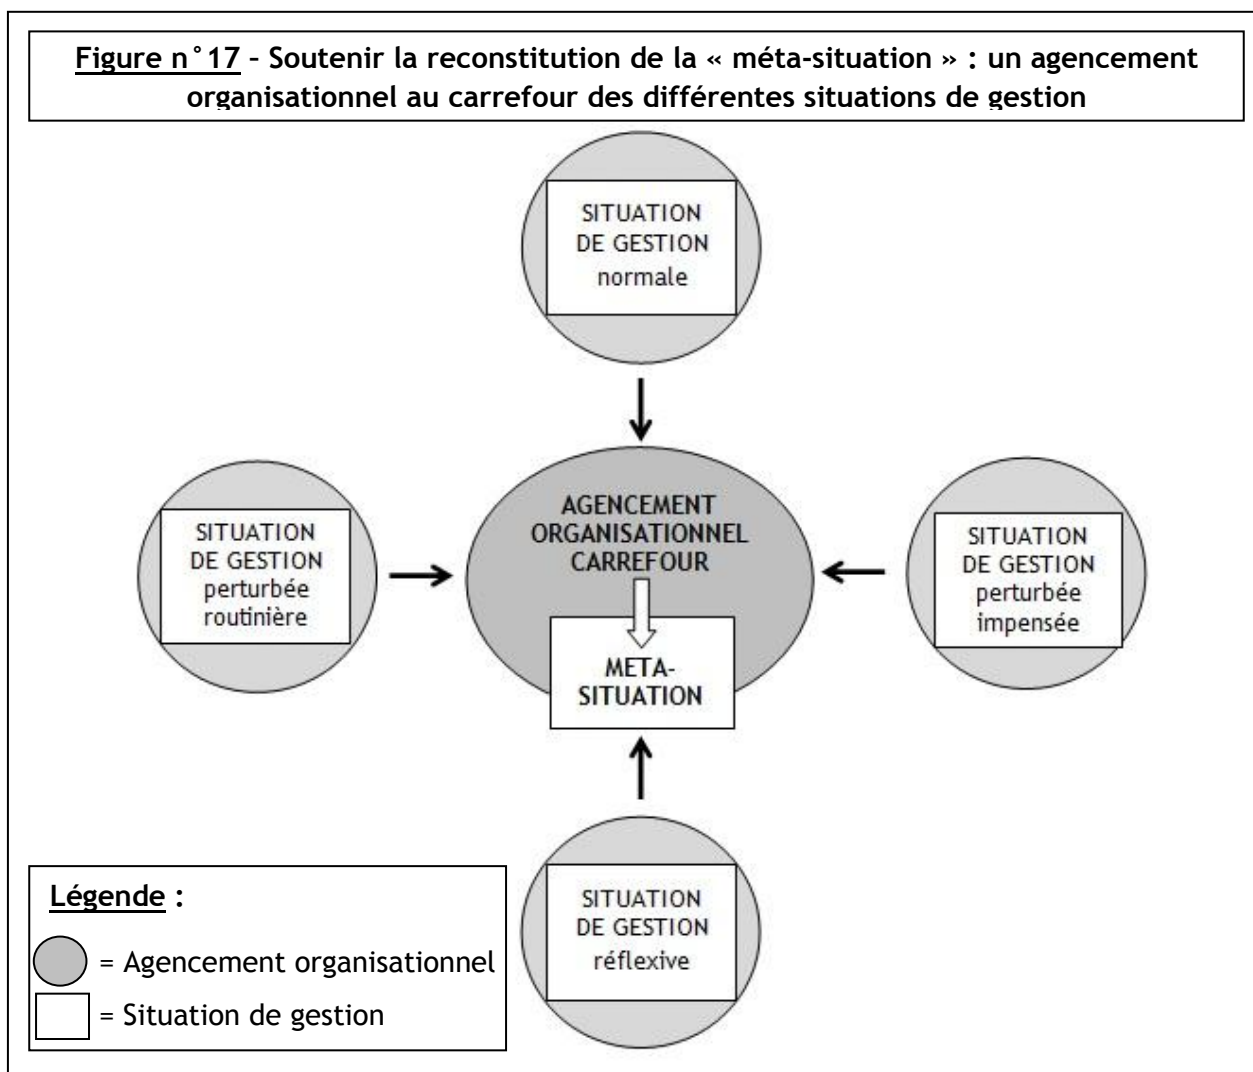 Figure n°17 - Soutenir la reconstitution de la « méta-situation » : un agencement
organisationnel au carrefour des différentes situations de gestion
SITUATION
DE GESTION
normale
SITUATION
DE GESTION
perturbée
routinière
AGENCEMENT
ORGANISATIONNEL
CARREFOUR
SITUATION
DE GESTION
perturbée
impensée
META-
SITUATION
SITUATION
DE GESTION
réflexive
Légende :
= Agencement organisationnel
= Situation de gestion